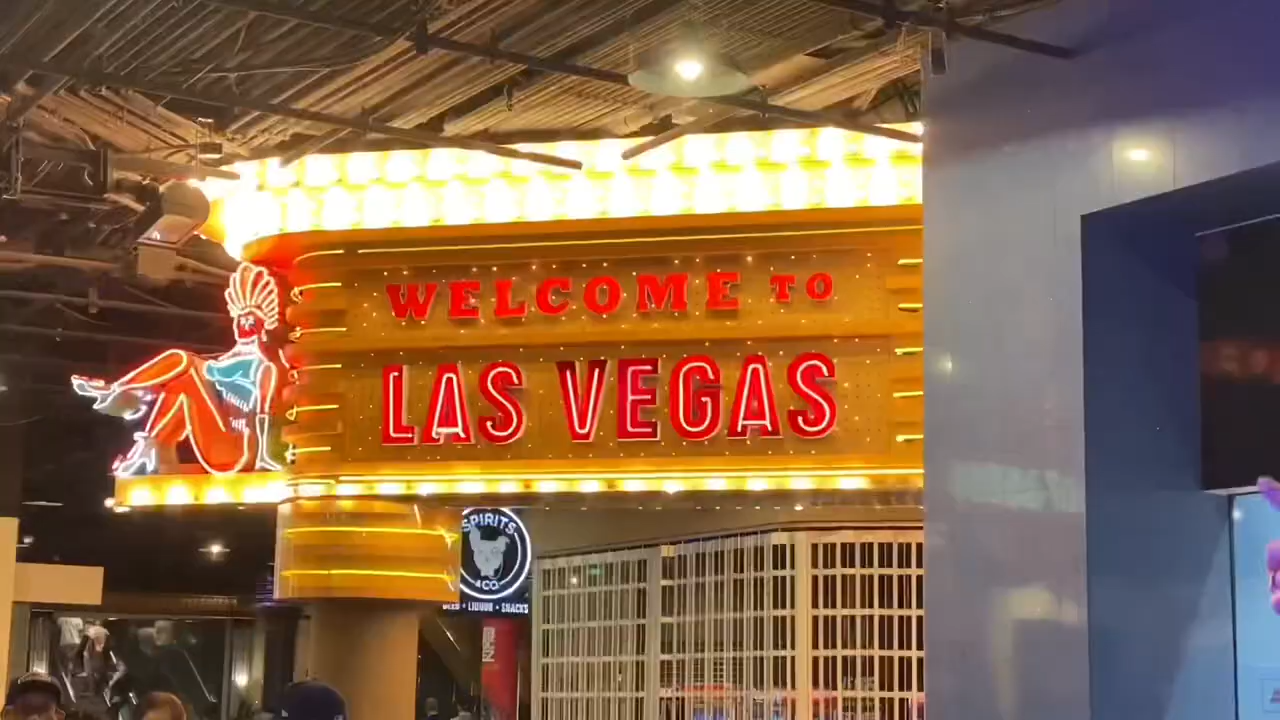 WELCOME TO
LAS VEGAS
SPIRITS
& CO.
BEER • LIQUOR • SNACKS